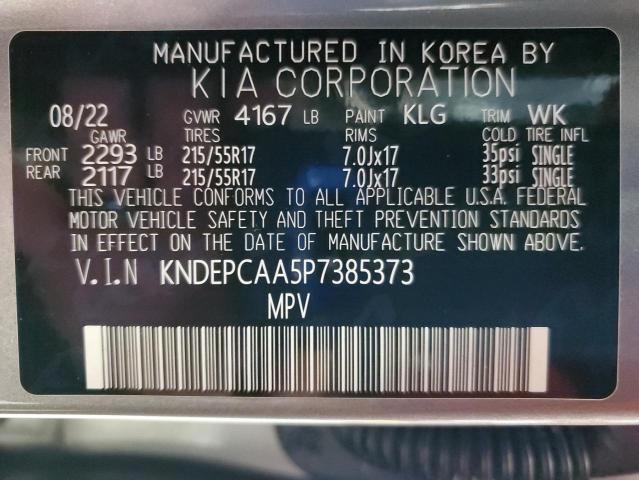 MANUFACTURED IN KOREA BY
KIA CORPORATION
08/22 GVWR 4167 LB PAINT KLG TRIM WK
GAWR TIRES RIMS COLD TIRE INFL
FRONT 2293 LB 215/55R17 7.0Jx17 35psi SINGLE
REAR 2117 LB 215/55R17 7.0Jx17 33psi SINGLE
THIS VEHICLE CONFORMS TO ALL APPLICABLE U.S.A. FEDERAL
MOTOR VEHICLE SAFETY AND THEFT PREVENTION STANDARDS
IN EFFECT ON THE DATE OF MANUFACTURE SHOWN ABOVE.
V.I.N KNDEPCAA5P7385373
MPV